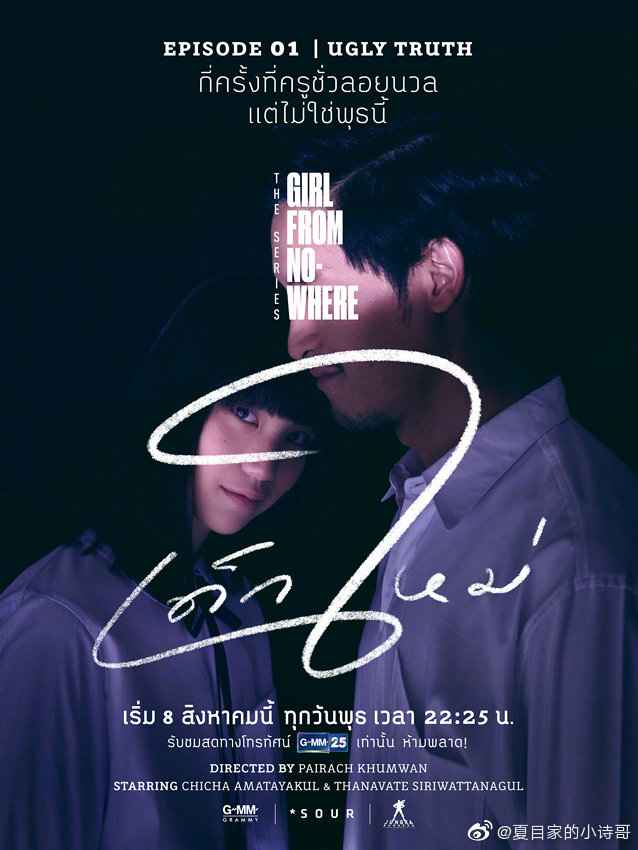 EPISODE 01 | UGLY TRUTH
กี่ครั้งที่ครูชั่วลอยนวล
แต่ไม่ใช่พุธนี้
THE SERIES
GIRL
FROM
NO-
WHERE
เด็กใหม่
เริ่ม 8 สิงหาคมนี้ ทุกวันพุธ เวลา 22:25 น.
รับชมสดทางโทรทัศน์ GMM 25 เท่านั้น ห้ามพลาด!
DIRECTED BY PAIRACH KHUMWAN
STARRING CHICHA AMATAYAKUL & THANAVATE SIRIWATTANAGUL
GMM GRAMMY | *SOUR |
@夏目家的小诗哥